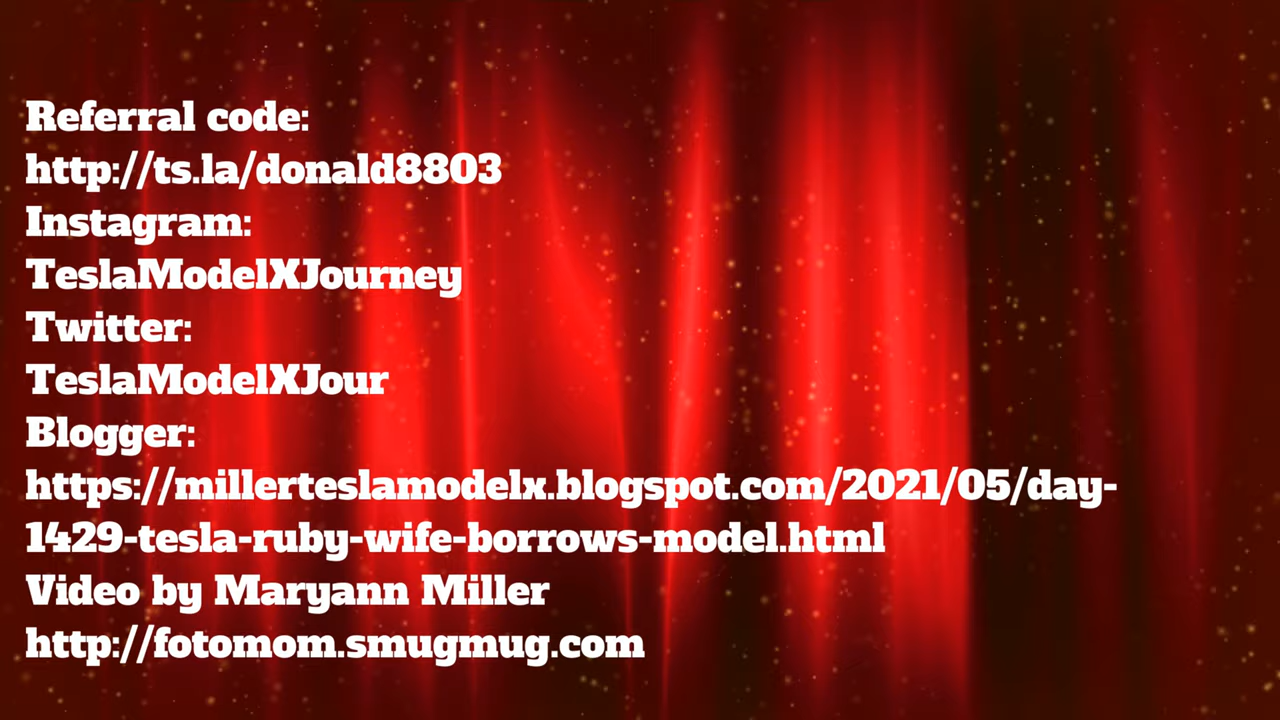 Referral code:
http://ts.la/donald8803
Instagram:
TeslaModelXJourney
Twitter:
TeslaModelXJour
Blogger:
https://millerteslamodelx.blogspot.com/2021/05/day-
1429-tesla-ruby-wife-borrows-model.html
Video by Maryann Miller
http://fotomom.smugmug.com